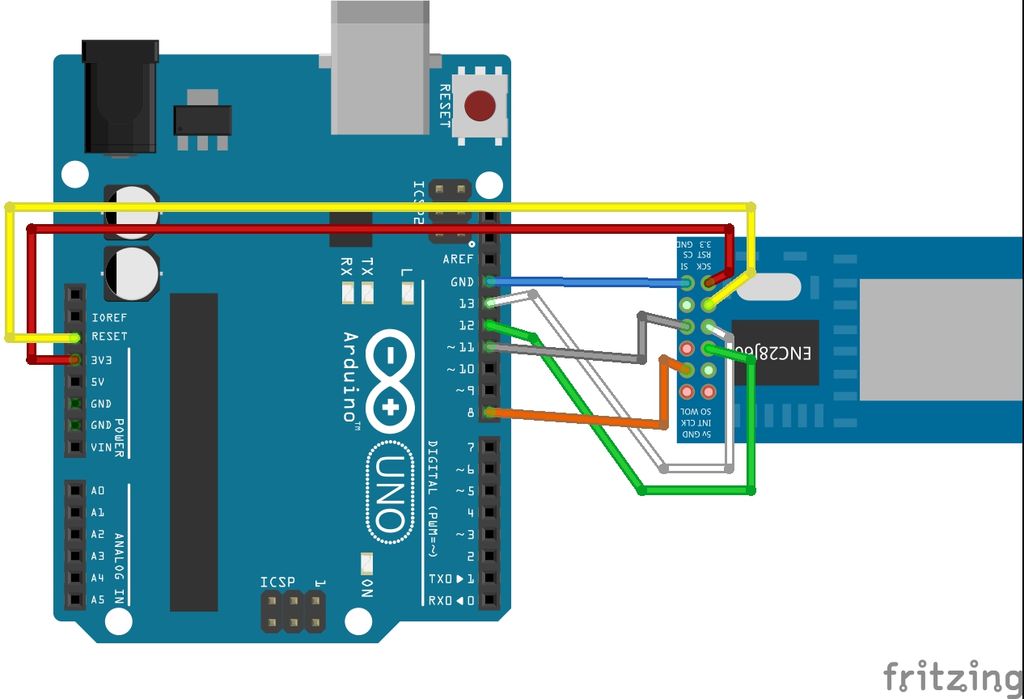 RESET
ICSP2
AREF
GND
13
12
~11
~10
~9
8
7
~6
~5
4
~3
2
TX0▶1
RX0◀0
RX
TX
L
IOREF
RESET
3V3
5V
GND
GND
VIN
POWER
A0
A1
A2
A3
A4
A5
ANALOG IN
Arduino™
UNO
DIGITAL (PWM=~)
ON
ICSP
1
GND 3.3
CS RST
SI SCK
SO WOL
INT CLK
5v GND
fritzing